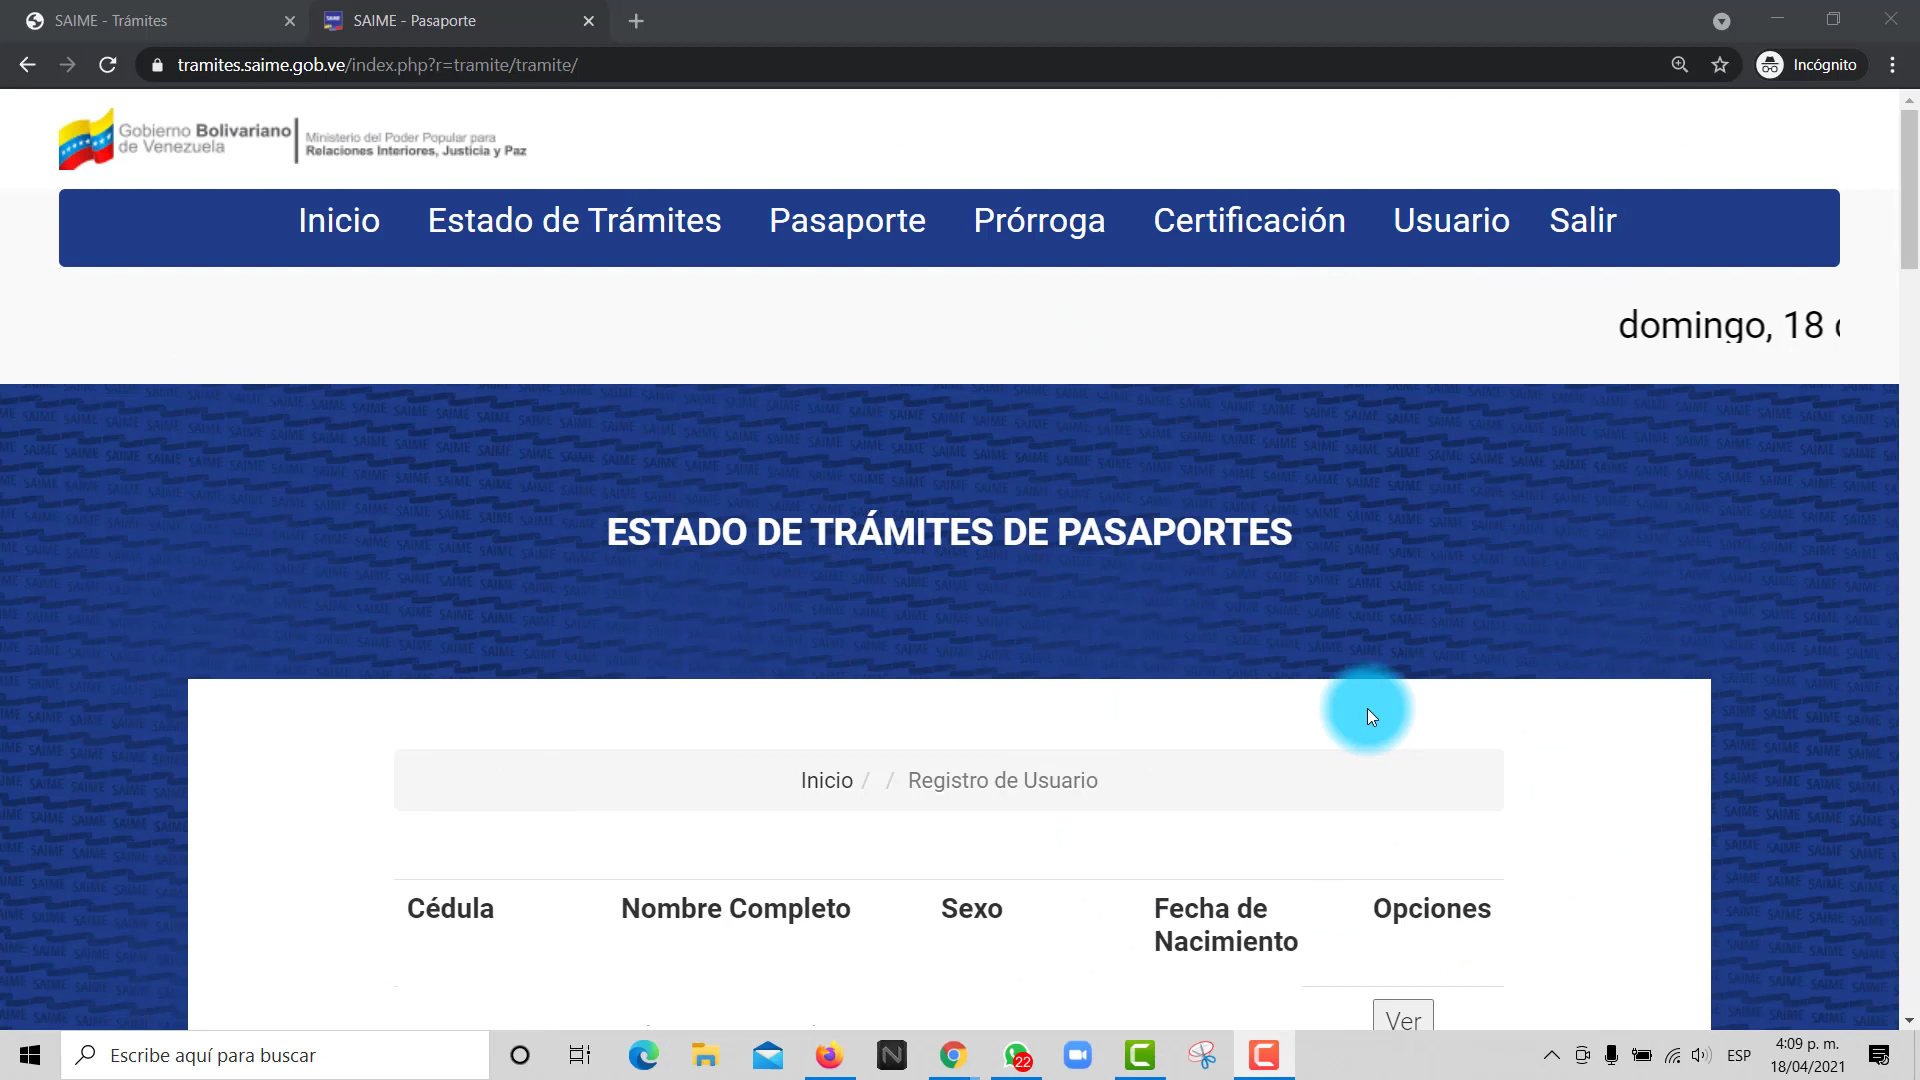 SAIME - Trámites
SAIME - Pasaporte
tramites.saime.gob.ve/index.php?r=tramite/tramite/
Incógnito
Gobierno Bolivariano
de Venezuela
Ministerio del Poder Popular para
Relaciones Interiores, Justicia y Paz
Inicio Estado de Trámites Pasaporte Prórroga Certificación Usuario Salir
domingo, 18
ESTADO DE TRÁMITES DE PASAPORTES
Inicio / / Registro de Usuario
Cédula Nombre Completo Sexo Fecha de Nacimiento Opciones
Ver
Escribe aquí para buscar
22
ESP
4:09 p. m.
18/04/2021